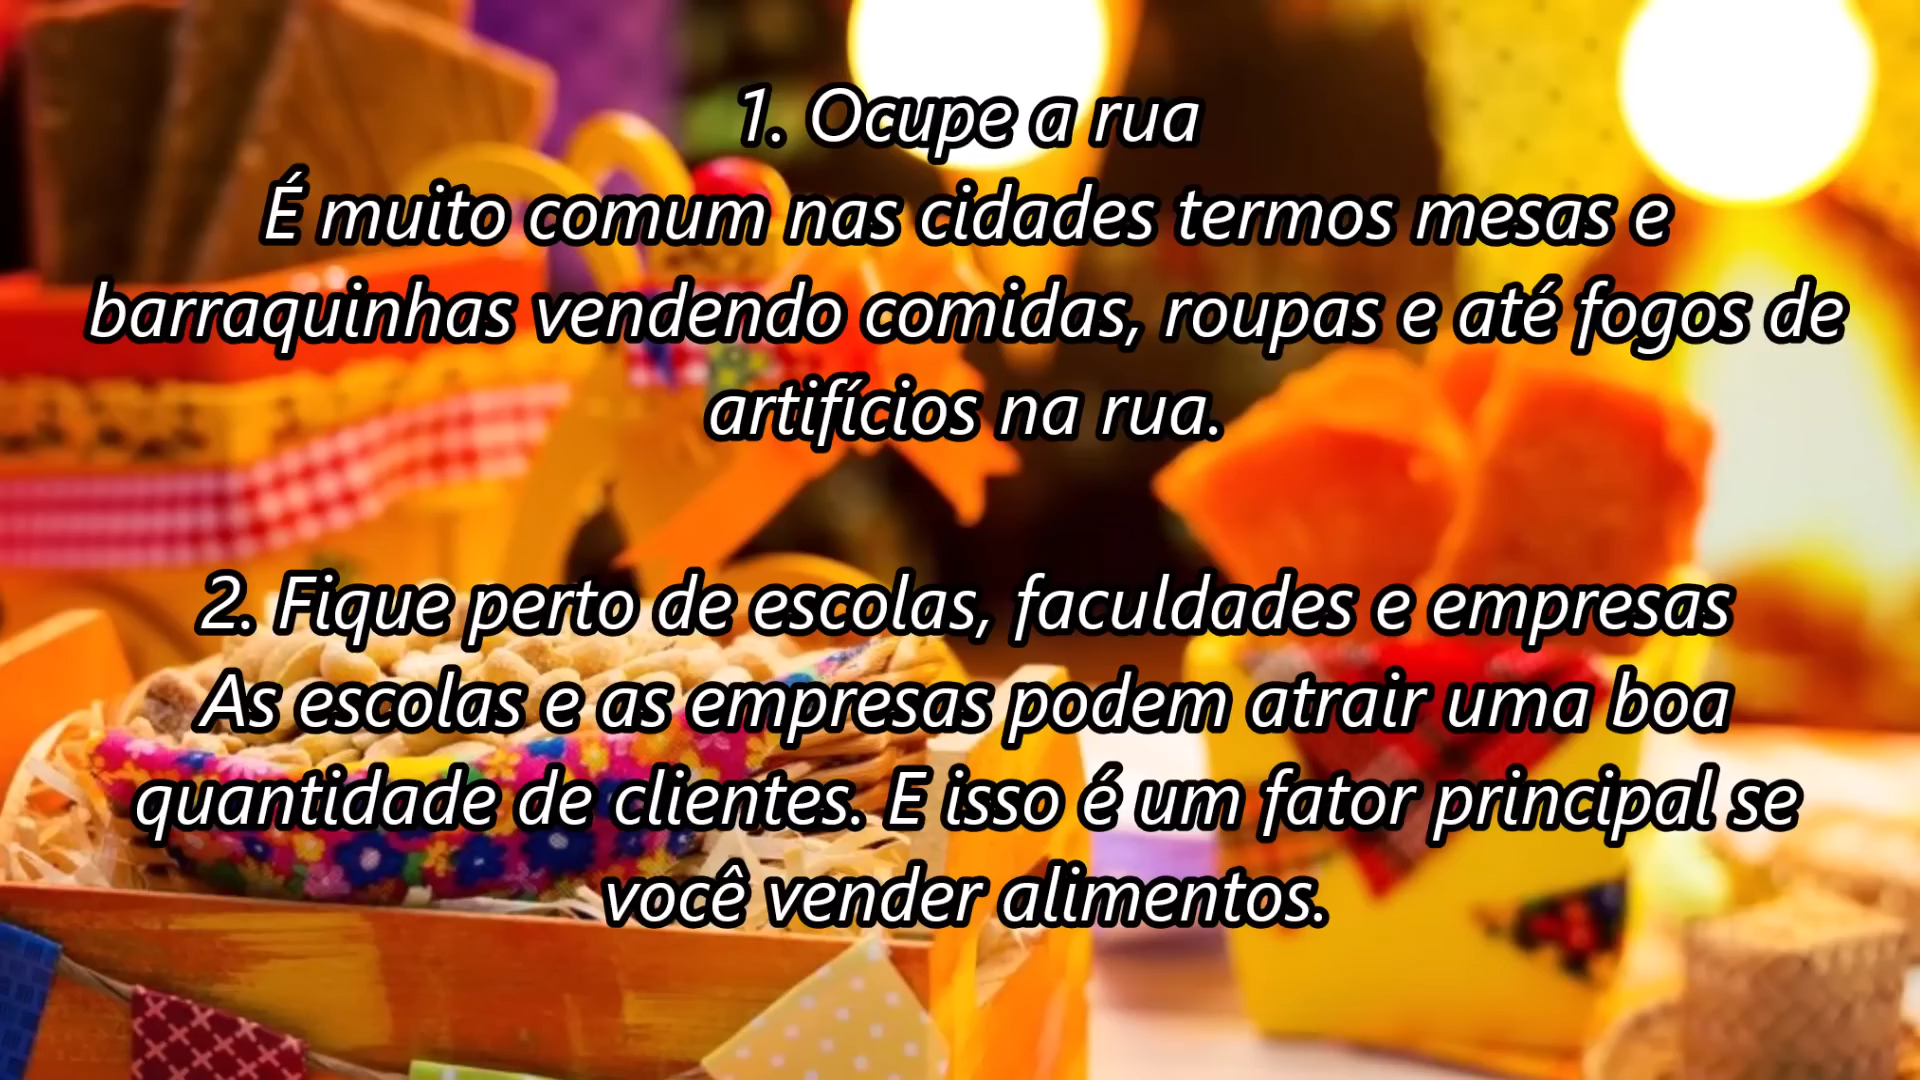 1. Ocupe a rua
É muito comum nas cidades termos mesas e
barraquinhas vendendo comidas, roupas e até fogos de
artifícios na rua.
2. Fique perto de escolas, faculdades e empresas
As escolas e as empresas podem atrair uma boa
quantidade de clientes. E isso é um fator principal se
você vender alimentos.